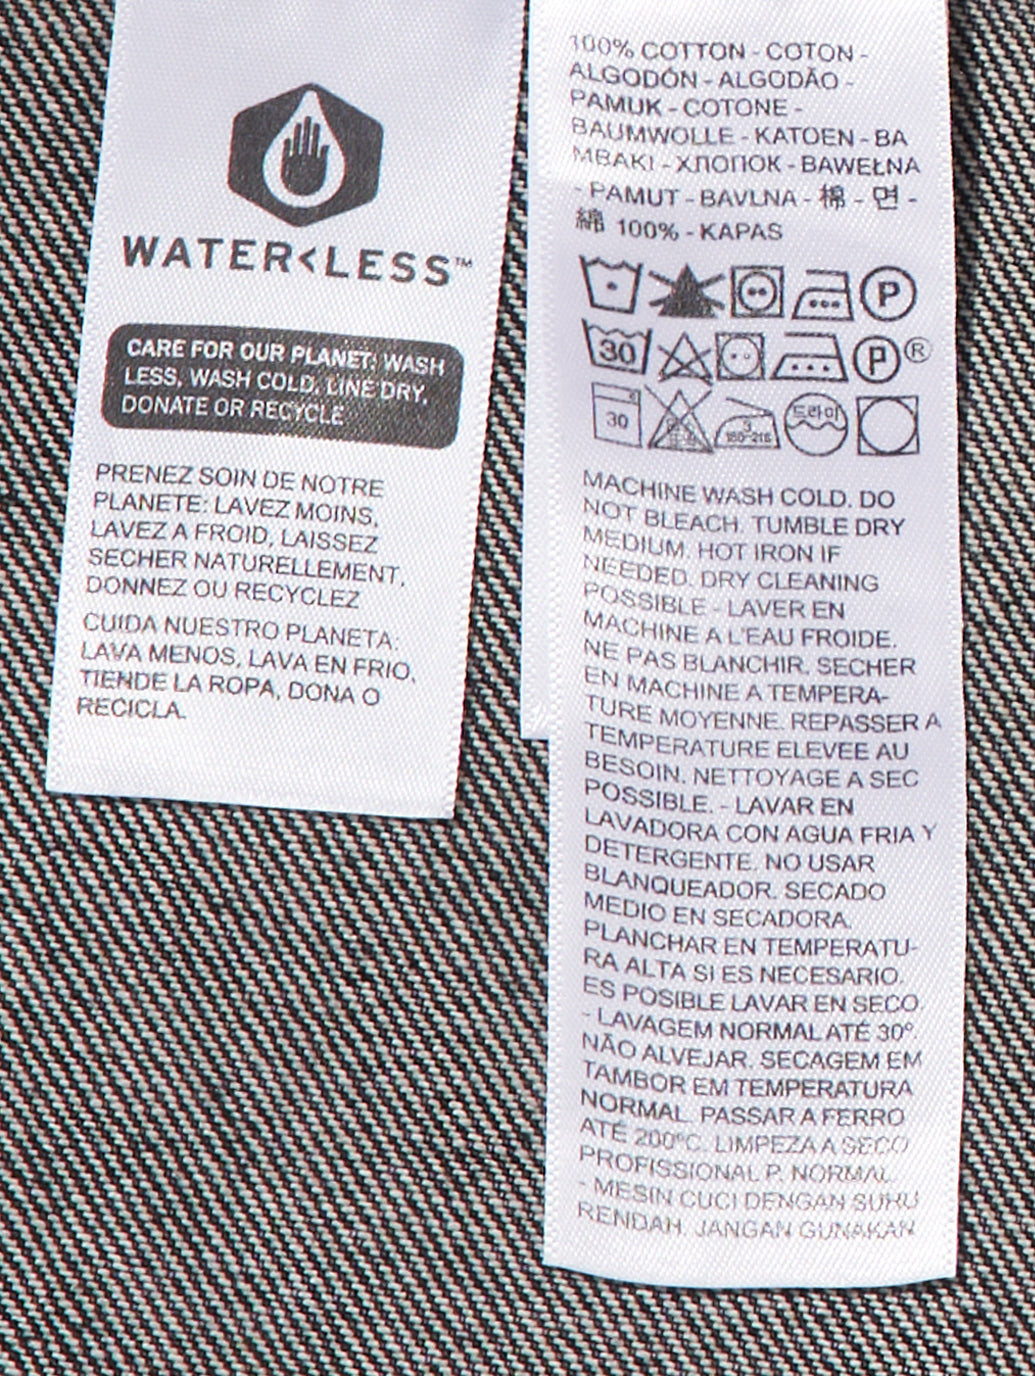 WATER<LESS™
CARE FOR OUR PLANET: WASH
LESS, WASH COLD, LINE DRY,
DONATE OR RECYCLE
PRENEZ SOIN DE NOTRE
PLANETE: LAVEZ MOINS,
LAVEZ A FROID, LAISSEZ
SECHER NATURELLEMENT,
DONNEZ OU RECYCLEZ
CUIDA NUESTRO PLANETA:
LAVA MENOS, LAVA EN FRIO,
TIENDE LA ROPA, DONA O
RECICLA.
100% COTTON - COTON -
ALGODÓN - ALGODÃO -
PAMUK - COTONE -
BAUMWOLLE - KATOEN - BA
MBAKI - ХЛОПОК - BAWEŁNA
- PAMUT - BAVLNA - 棉 - 면 -
綿 100% - KAPAS
P
30 P ®
30 3 180-210 드라이
MACHINE WASH COLD. DO
NOT BLEACH. TUMBLE DRY
MEDIUM. HOT IRON IF
NEEDED. DRY CLEANING
POSSIBLE - LAVER EN
MACHINE A L'EAU FROIDE.
NE PAS BLANCHIR. SECHER
EN MACHINE A TEMPERA-
TURE MOYENNE. REPASSER A
TEMPERATURE ELEVEE AU
BESOIN. NETTOYAGE A SEC
POSSIBLE. - LAVAR EN
LAVADORA CON AGUA FRIA Y
DETERGENTE. NO USAR
BLANQUEADOR. SECADO
MEDIO EN SECADORA.
PLANCHAR EN TEMPERATU-
RA ALTA SI ES NECESARIO.
ES POSIBLE LAVAR EN SECO
- LAVAGEM NORMAL ATÉ 30º.
NÃO ALVEJAR. SECAGEM EM
TAMBOR EM TEMPERATURA
NORMAL. PASSAR A FERRO
ATÉ 200ºC. LIMPEZA A SECO
PROFISSIONAL P. NORMAL.
- MESIN CUCI DENGAN SUHU
RENDAH. JANGAN GUNAKAN